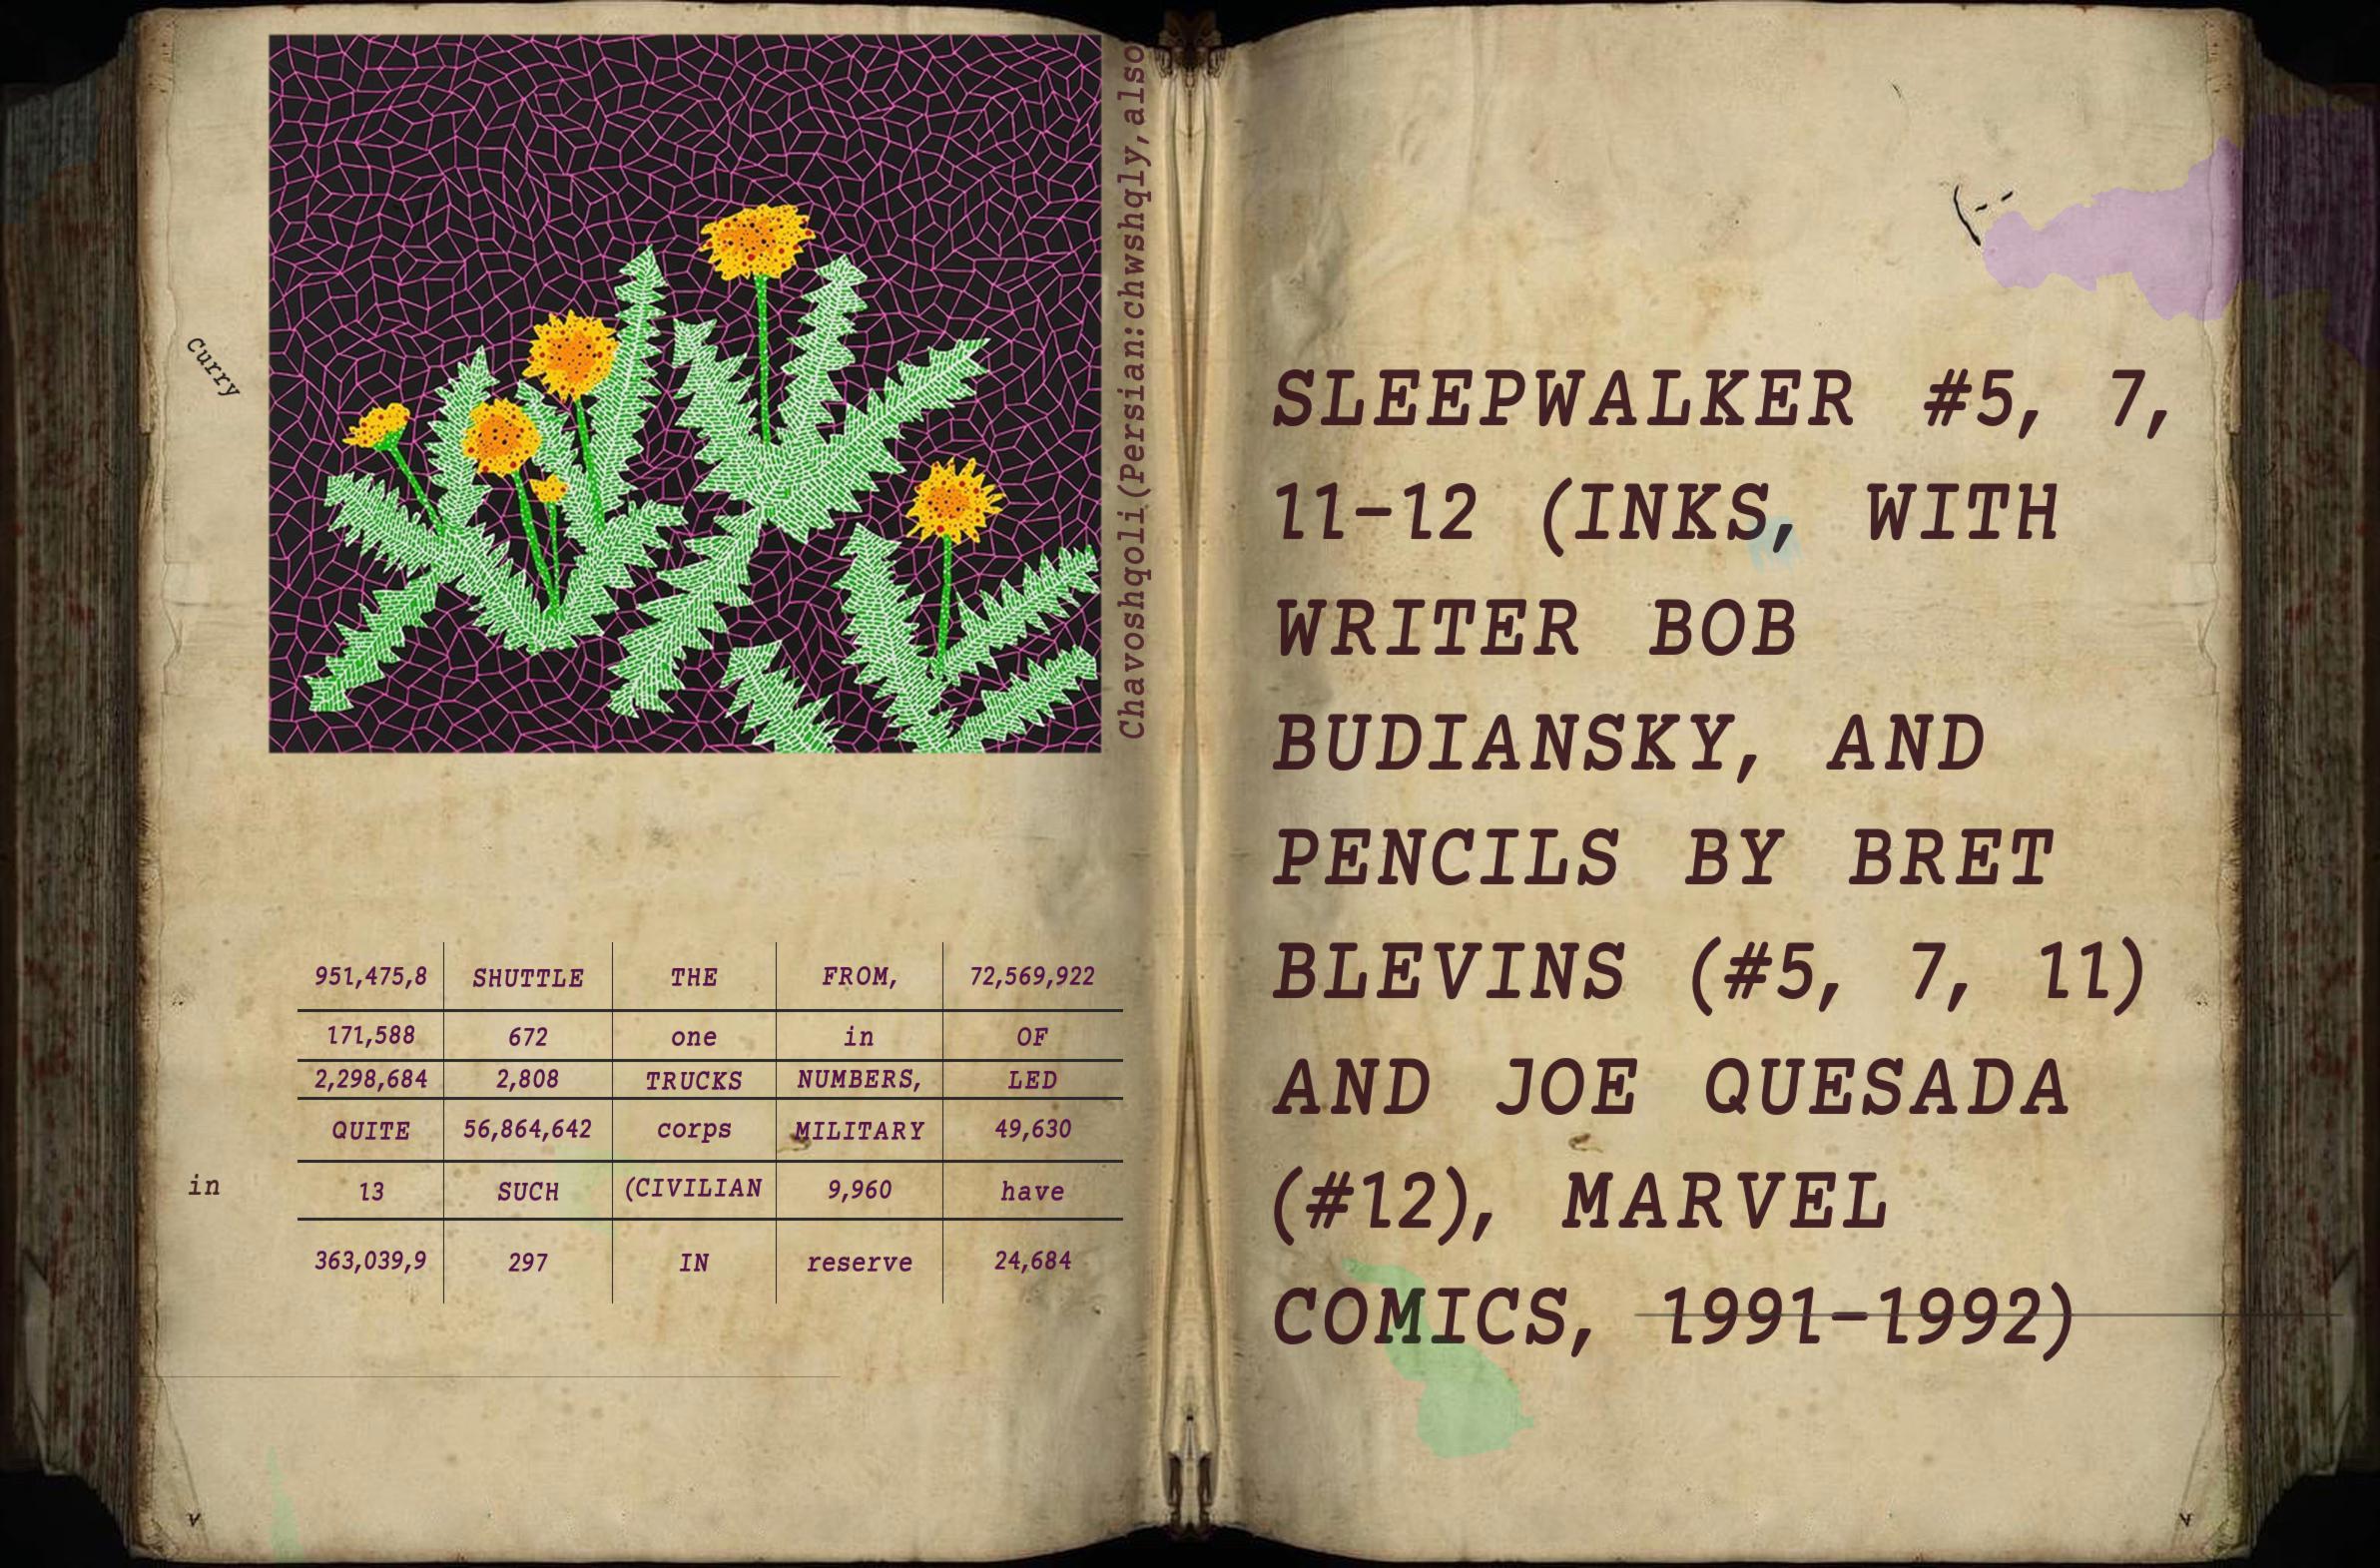 Curry
Chavoshqoli (Persian: chwshqly, also
951,475,8 SHUTTLE THE FROM, 72,569,922
171,588 672 one in OF
2,298,684 2,808 TRUCKS NUMBERS, LED
QUITE 56,864,642 corps MILITARY 49,630
in
13 SUCH (CIVILIAN 9,960 have
363,039,9 297 IN reserve 24,684
SLEEPWALKER #5, 7,
11-12 (INKS, WITH
WRITER BOB
BUDIANSKY, AND
PENCILS BY BRET
BLEVINS (#5, 7, 11)
AND JOE QUESADA
(#12), MARVEL
COMICS, 1991-1992)